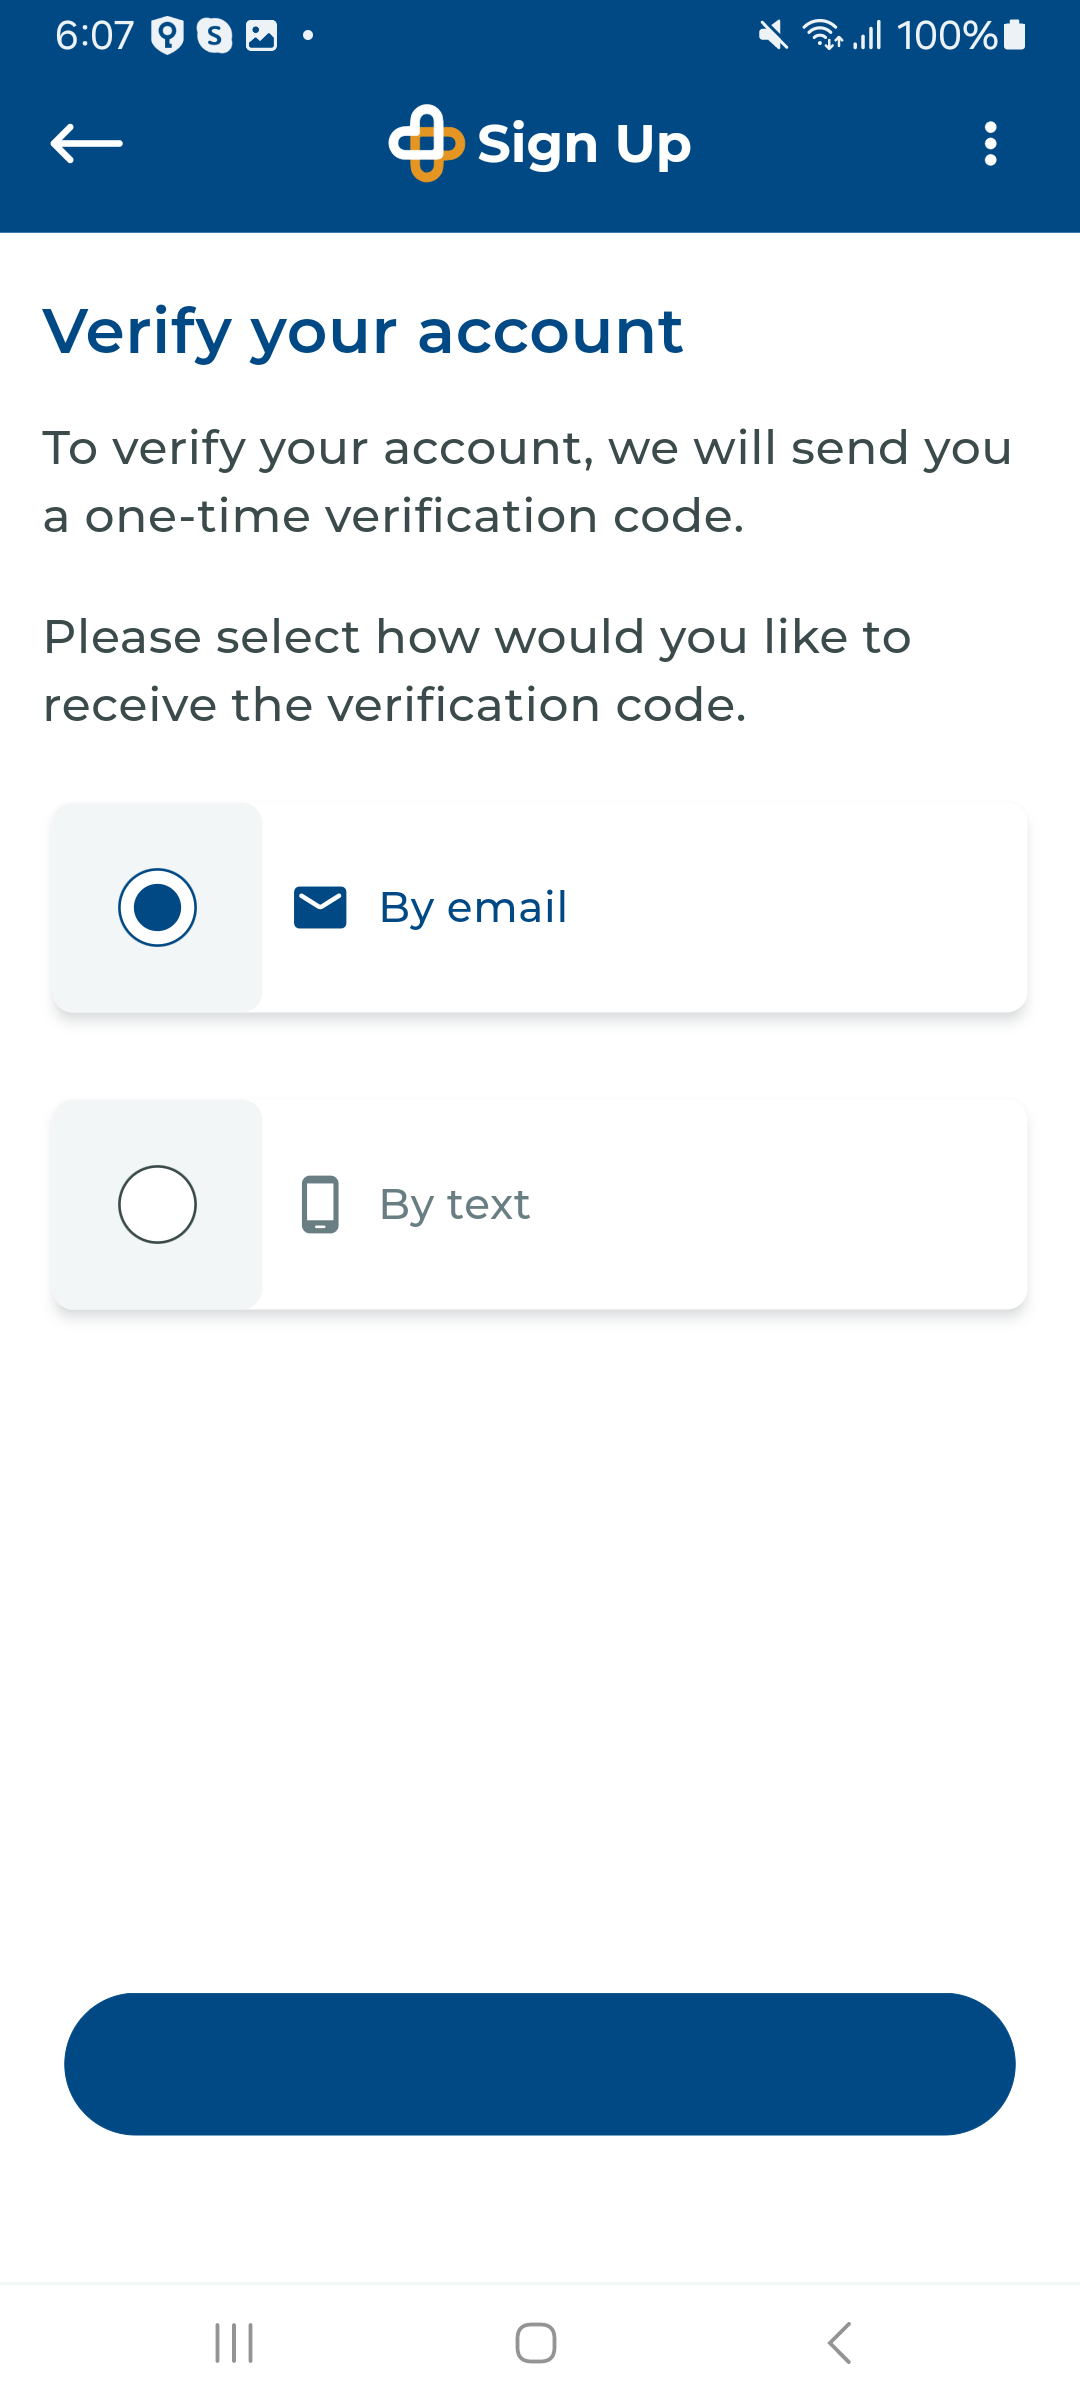 6:07
100%
Sign Up
Verify your account
To verify your account, we will send you
a one-time verification code.
Please select how would you like to
receive the verification code.
By email
By text